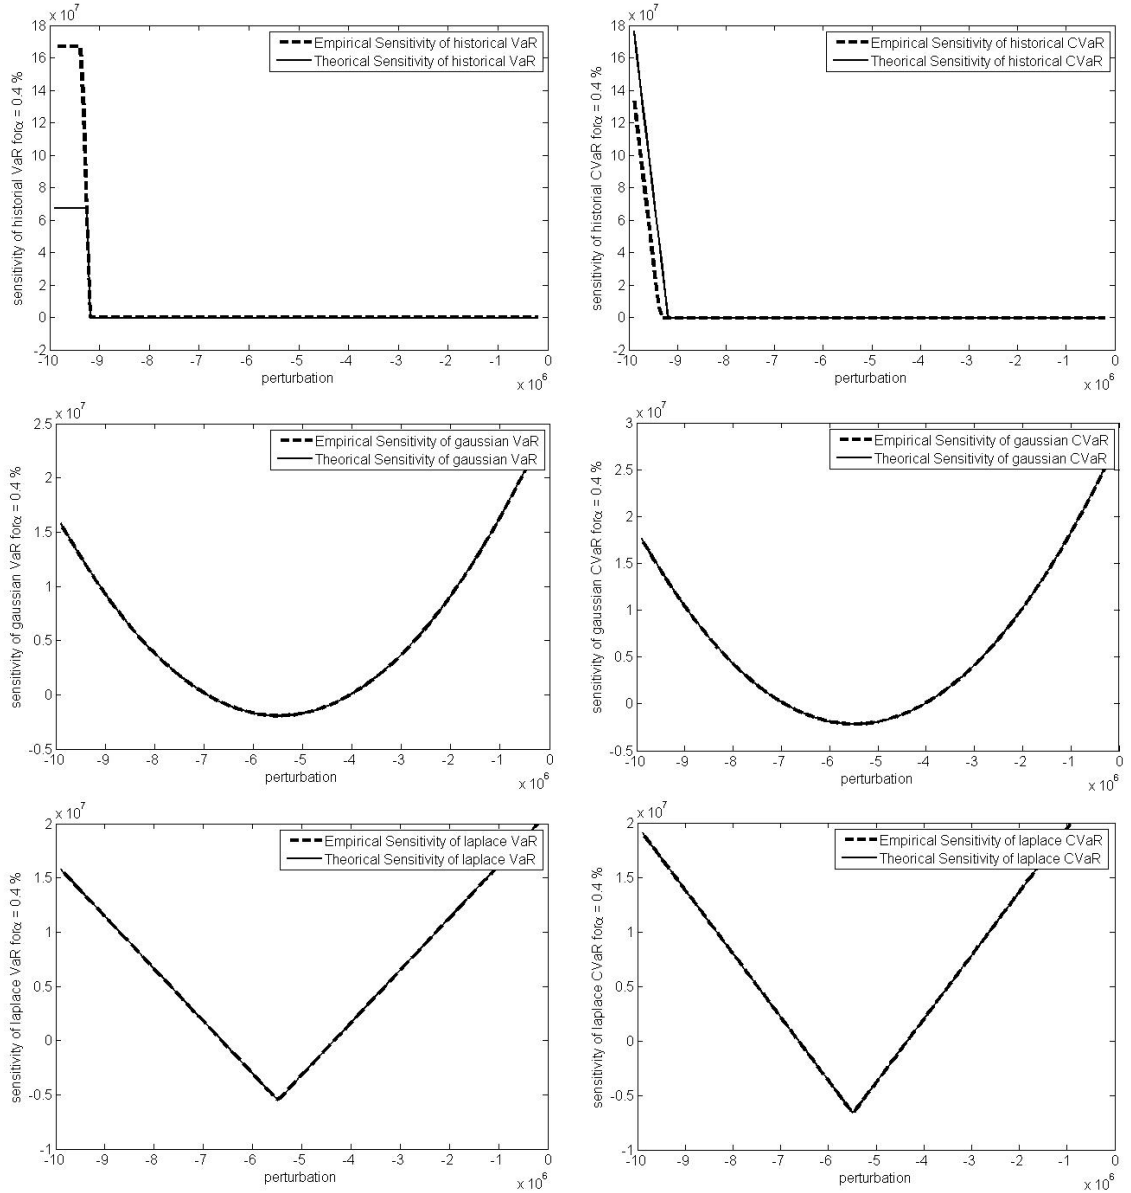 x 10^7
18
16
14
12
10
8
6
4
2
0
-2
sensitivity of historial VaR forα = 0.4 %
Empirical Sensitivity of historical VaR
Theorical Sensitivity of historical VaR
-10 -9 -8 -7 -6 -5 -4 -3 -2 -1 0
perturbation
x 10^6
x 10^7
18
16
14
12
10
8
6
4
2
0
-2
sensitivity of historial CVaR forα = 0.4 %
Empirical Sensitivity of historical CVaR
Theorical Sensitivity of historical CVaR
-10 -9 -8 -7 -6 -5 -4 -3 -2 -1 0
perturbation
x 10^6
x 10^7
2.5
2
1.5
1
0.5
0
-0.5
sensitivity of gaussian VaR forα = 0.4 %
Empirical Sensitivity of gaussian VaR
Theorical Sensitivity of gaussian VaR
-10 -9 -8 -7 -6 -5 -4 -3 -2 -1 0
perturbation
x 10^6
x 10^7
3
2.5
2
1.5
1
0.5
0
-0.5
sensitivity of gaussian CVaR forα = 0.4 %
Empirical Sensitivity of gaussian CVaR
Theorical Sensitivity of gaussian CVaR
-10 -9 -8 -7 -6 -5 -4 -3 -2 -1 0
perturbation
x 10^6
x 10^7
2
1.5
1
0.5
0
-0.5
-1
sensitivity of laplace VaR forα = 0.4 %
Empirical Sensitivity of laplace VaR
Theorical Sensitivity of laplace VaR
-10 -9 -8 -7 -6 -5 -4 -3 -2 -1 0
perturbation
x 10^6
x 10^7
2
1.5
1
0.5
0
-0.5
-1
sensitivity of laplace CVaR forα = 0.4 %
Empirical Sensitivity of laplace CVaR
Theorical Sensitivity of laplace CVaR
-10 -9 -8 -7 -6 -5 -4 -3 -2 -1 0
perturbation
x 10^6